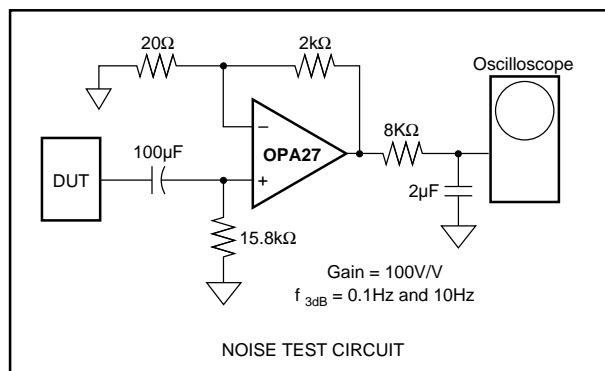 20Ω
2kΩ
Oscilloscope
100µF
–
OPA27
8KΩ
DUT
+
2µF
15.8kΩ
Gain = 100V/V
f 3dB = 0.1Hz and 10Hz
NOISE TEST CIRCUIT